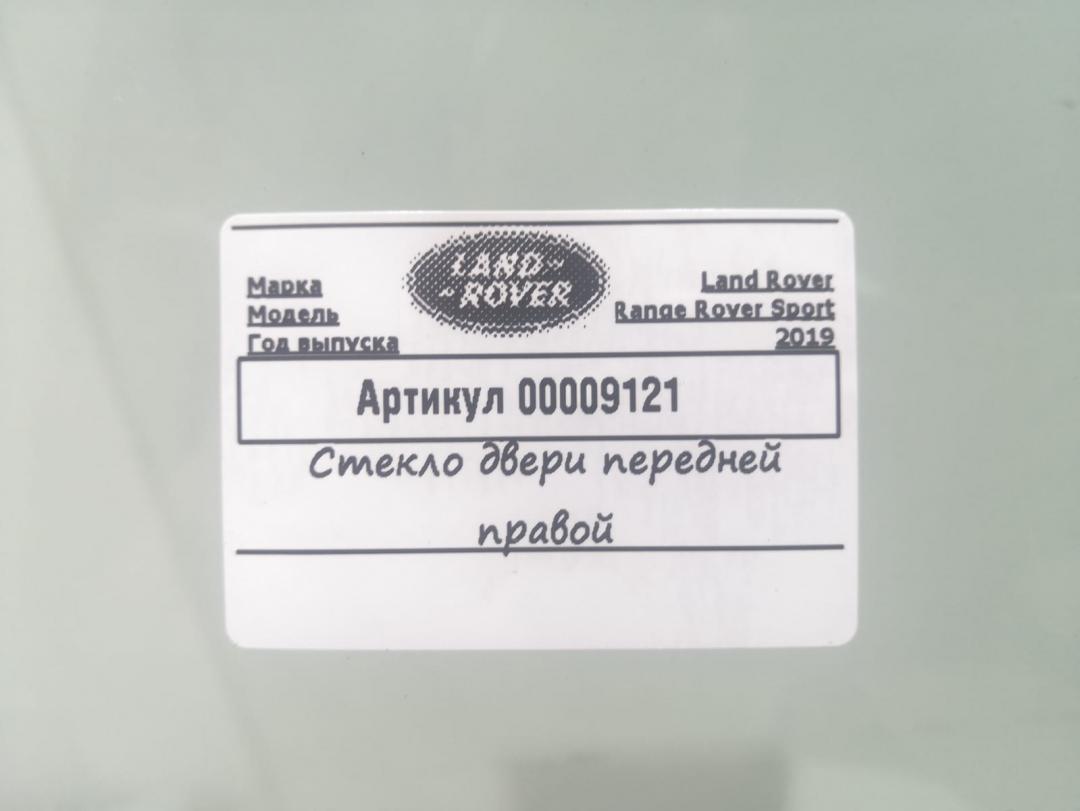 LAND
ROVER
Марка Land Rover
Модель Range Rover Sport
Год выпуска 2019
Артикул 00009121
Стекло двери передней
правой